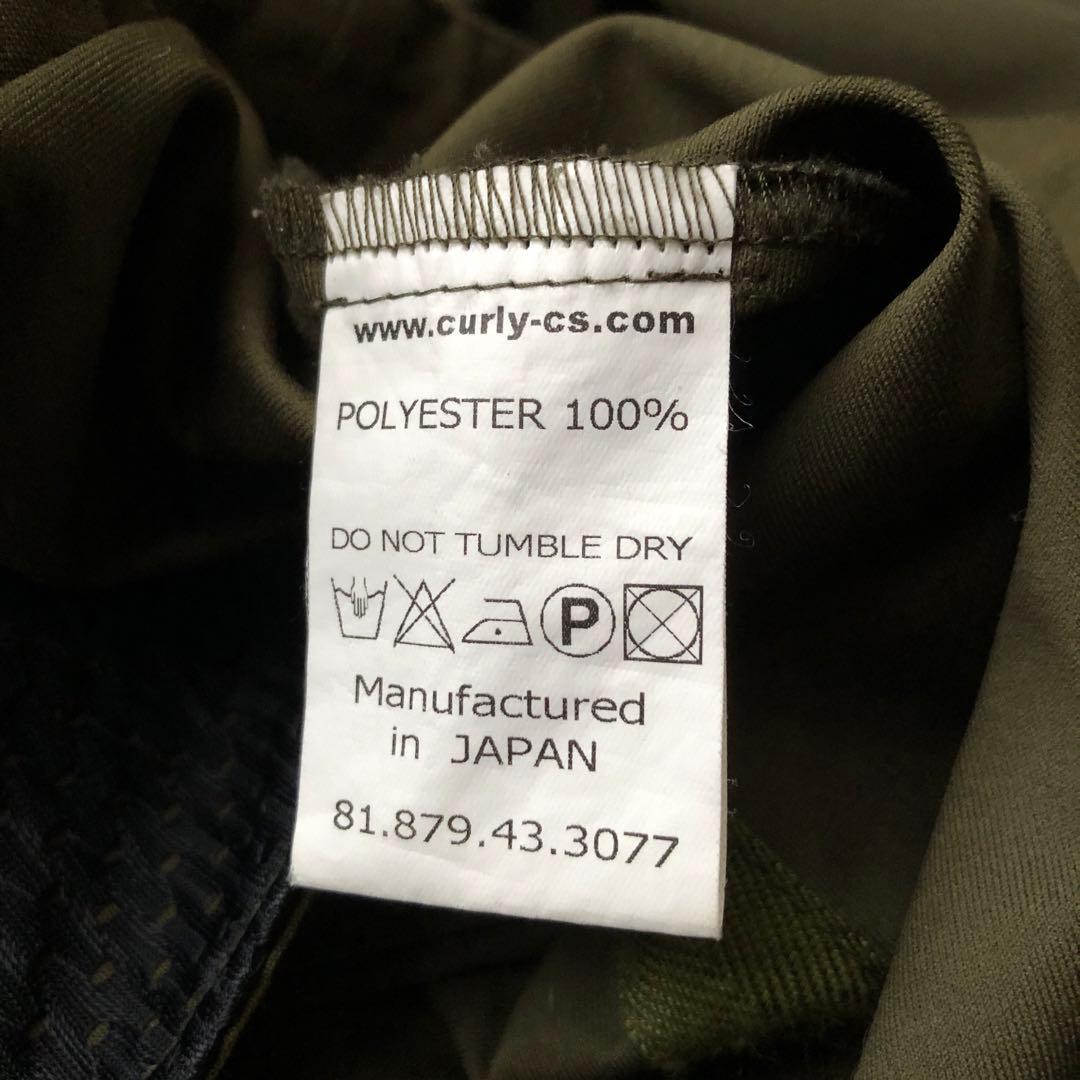 www.curly-cs.com
POLYESTER 100%
DO NOT TUMBLE DRY
P
Manufactured
in JAPAN
81.879.43.3077